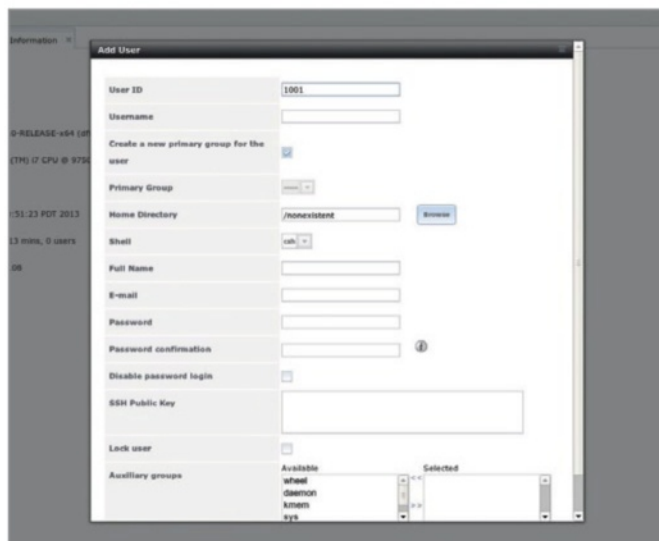 Information
Add User
User ID
1001
Username
Create a new primary group for the
user
Primary Group
Home Directory
/nonexistent
Browse
Shell
csh
Full Name
E-mail
Password
Password confirmation
Disable password login
SSH Public Key
Lock user
Auxiliary groups
Available
Selected
wheel
daemon
kmem
sys
<<
>>
0-RELEASE-x64
(TM) i7 CPU @
:51:23 PDT 2013
13 mins, 0 users
.08